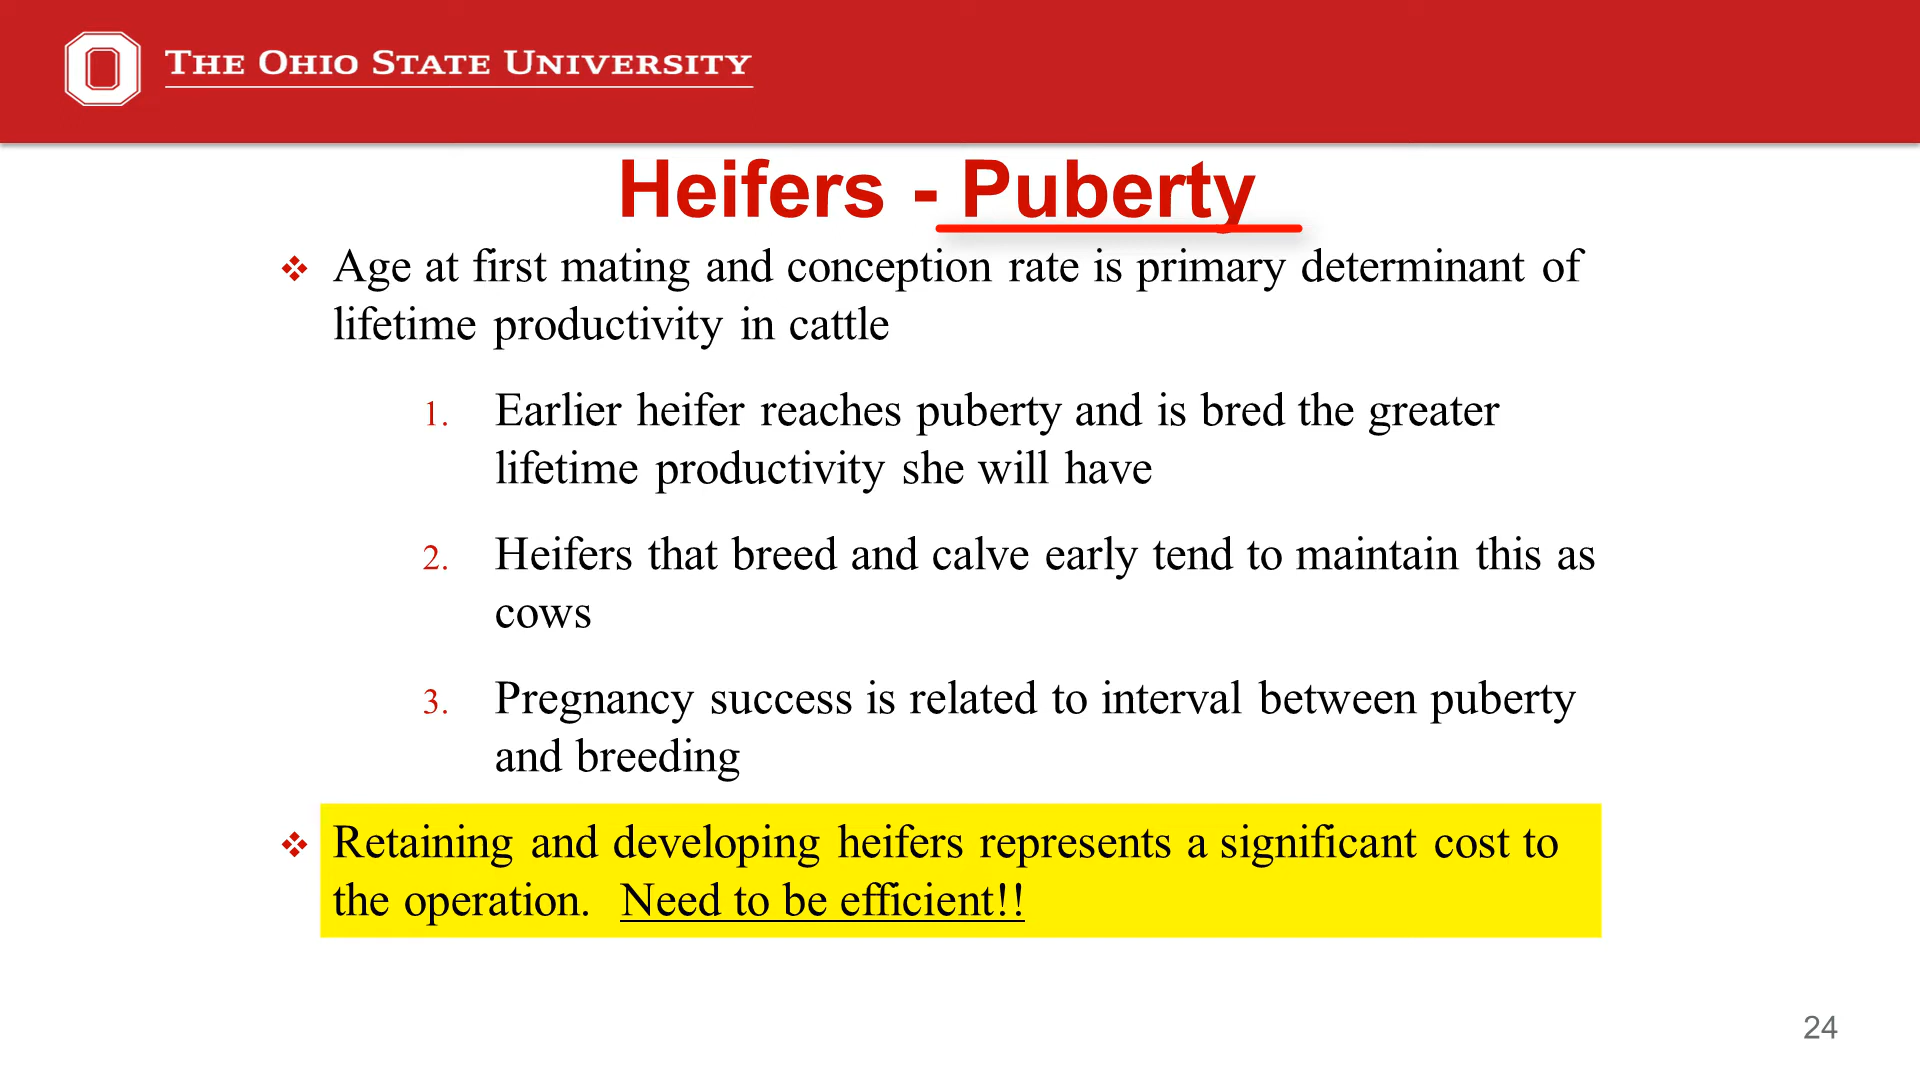 THE OHIO STATE UNIVERSITY
Heifers - Puberty
❖ Age at first mating and conception rate is primary determinant of
lifetime productivity in cattle
1. Earlier heifer reaches puberty and is bred the greater
lifetime productivity she will have
2. Heifers that breed and calve early tend to maintain this as
cows
3. Pregnancy success is related to interval between puberty
and breeding
❖ Retaining and developing heifers represents a significant cost to
the operation. Need to be efficient!!
24